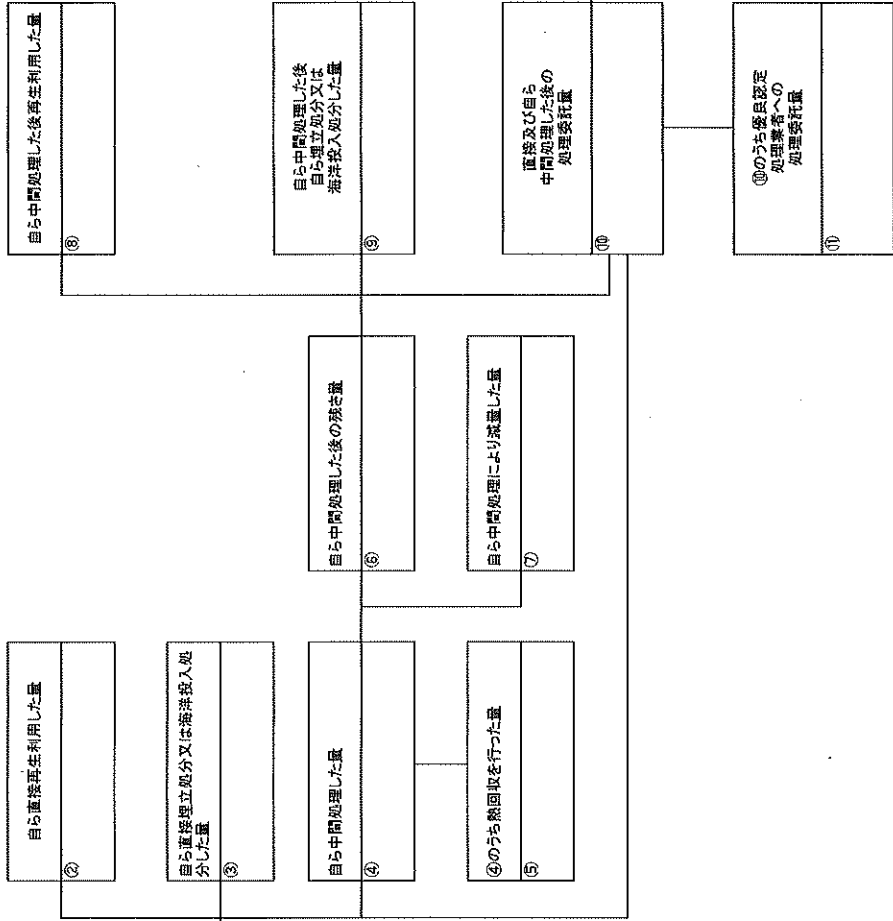 自ら直接再生利用した量
②
自ら直接埋立処分又は海洋投入処
分した量
③
自ら中間処理した量
④
④のうち熱回収を行った量
⑤
自ら中間処理した後の残さ量
⑥
自ら中間処理により減量した量
⑦
自ら中間処理した後再生利用した量
⑧
自ら中間処理した後
自ら埋立処分又は
海洋投入処分した量
⑨
直接及び自ら
中間処理した後の
処理委託量
⑩
⑩のうち優良認定
処理業者への
処理委託量
⑪